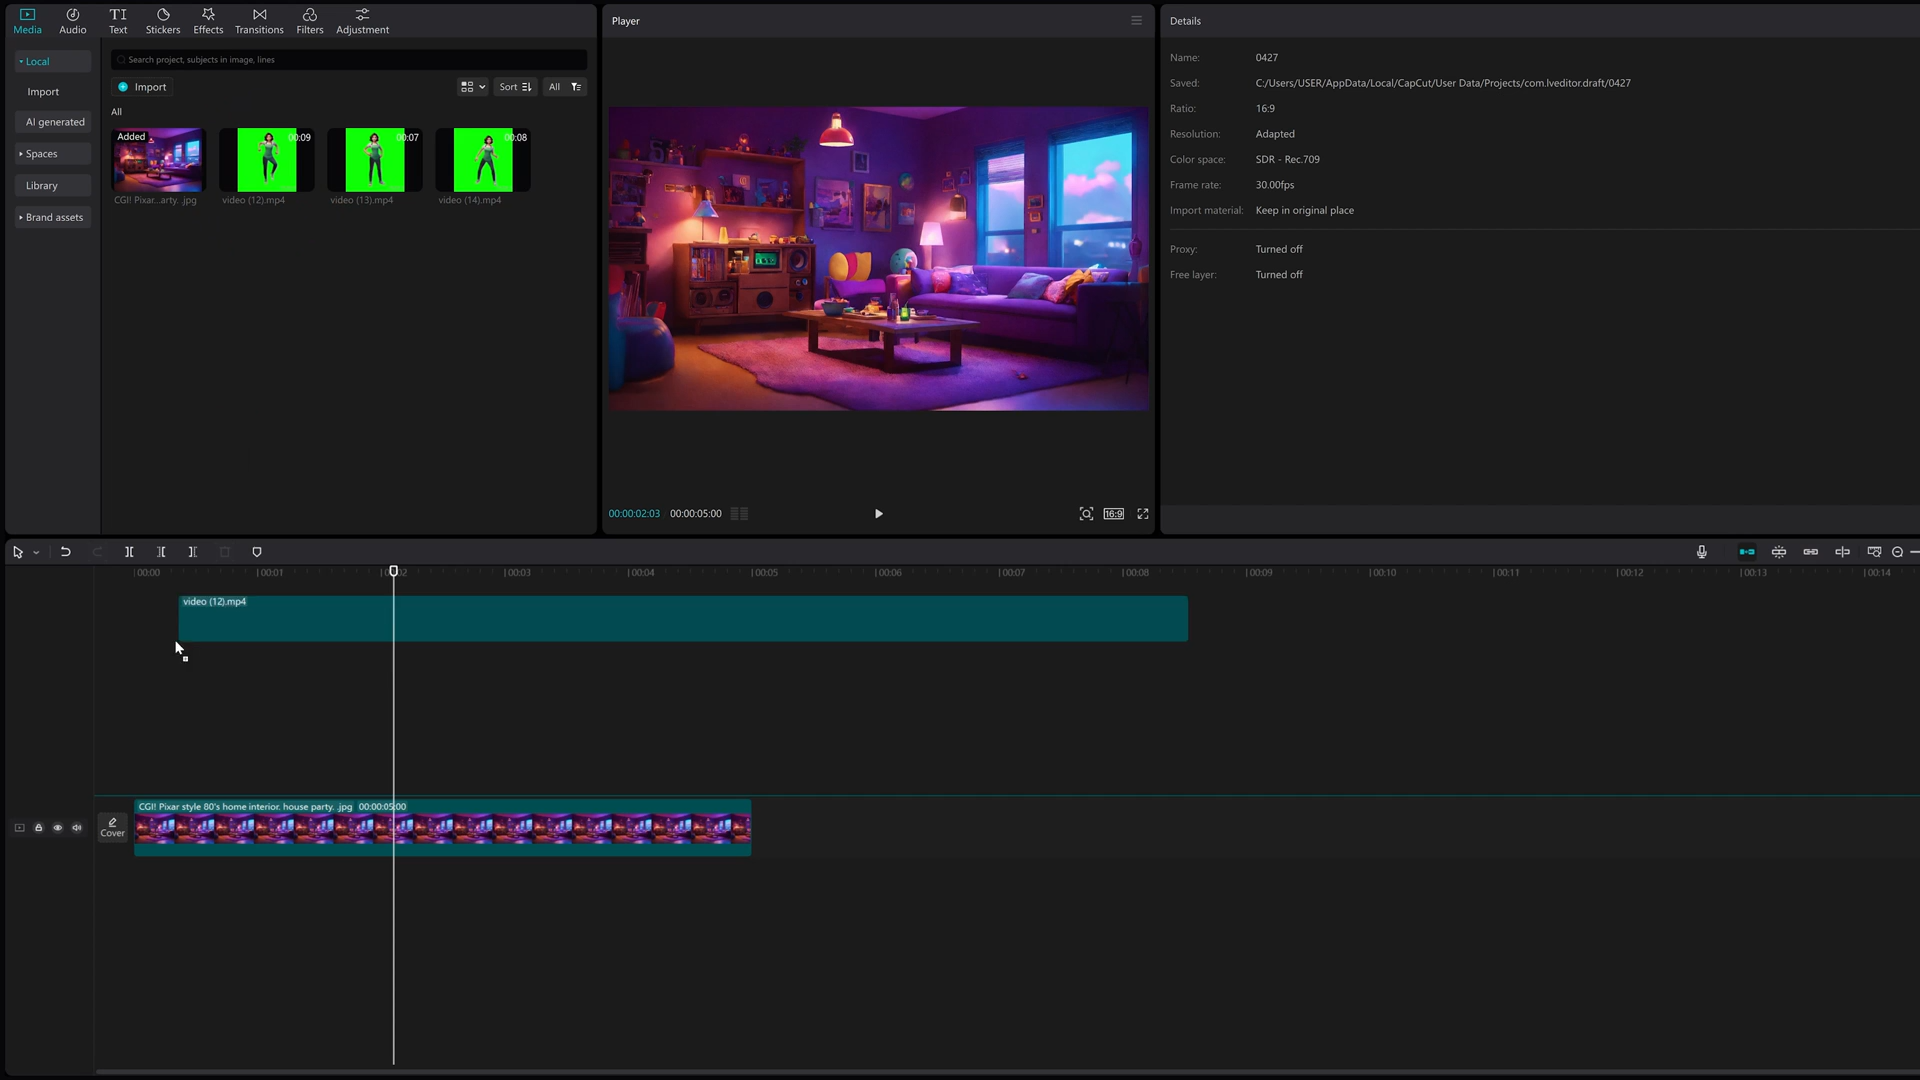 Media Audio Text Stickers Effects Transitions Filters Adjustment
Local
Import
AI generated
Spaces
Library
Brand assets
Search project, subjects in image, lines
Import
Sort All
All
Added
00:09
00:07
00:08
CGI! Pixar...arty. .jpg
video (12).mp4
video (13).mp4
video (14).mp4
Player
00:00:02:03 00:00:05:00
16:9
Details
Name: 0427
Saved: C:/Users/USER/AppData/Local/CapCut/User Data/Projects/com.lveditor.draft/0427
Ratio: 16:9
Resolution: Adapted
Color space: SDR - Rec.709
Frame rate: 30.00fps
Import material: Keep in original place
Proxy: Turned off
Free layer: Turned off
00:00 00:01 00:02 00:03 00:04 00:05 00:06 00:07 00:08 00:09 00:10 00:11 00:12 00:13 00:14
video (12).mp4
CGI! Pixar style 80's home interior. house party. .jpg 00:00:05:00
Cover